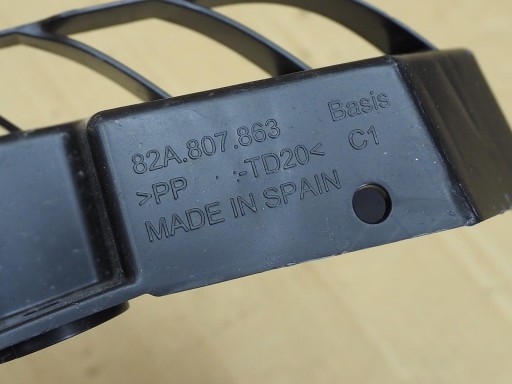 82A.807.863 Basis
>PP -TD20< C1
MADE IN SPAIN